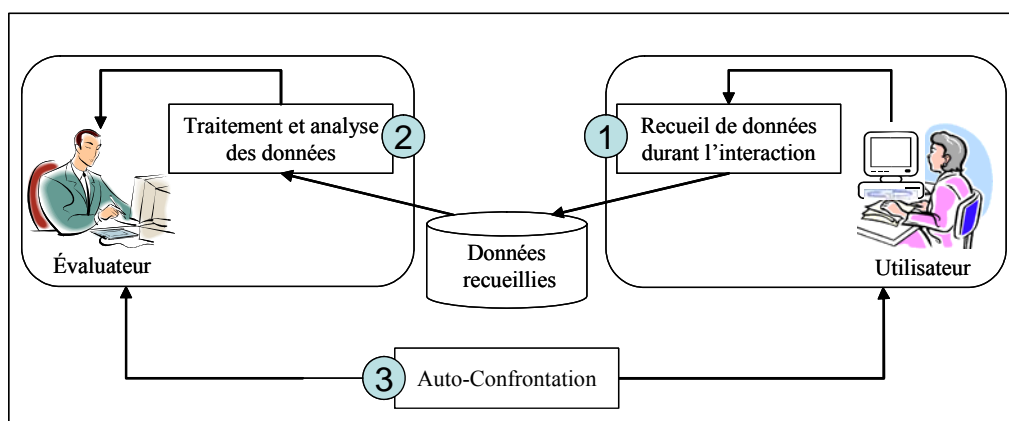 Traitement et analyse
des données
2
1
Recueil de données
durant l'interaction
Données
recueillies
Évaluateur
Utilisateur
3
Auto-Confrontation